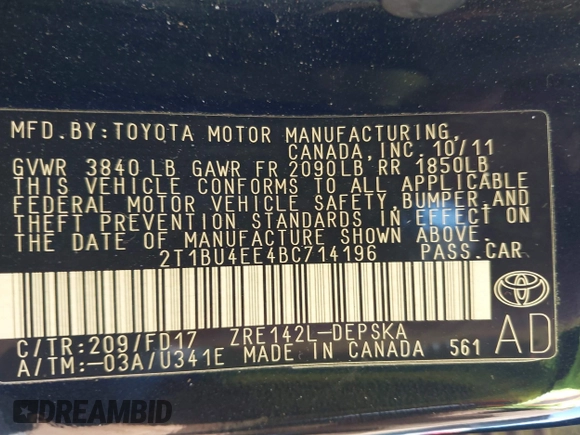 MFD. BY: TOYOTA MOTOR MANUFACTURING,
CANADA, INC. 10/11
GVWR 3840 LB GAWR FR 2090LB RR 1850LB
THIS VEHICLE CONFORMS TO ALL APPLICABLE
FEDERAL MOTOR VEHICLE SAFETY, BUMPER, AND
THEFT PREVENTION STANDARDS IN EFFECT ON
THE DATE OF MANUFACTURE SHOWN ABOVE.
2T1BU4EE4BC714196 PASS. CAR
C/TR: 209/FD17 ZRE142L-DEPSKA
A/TM: -03A/U341E MADE IN CANADA 561
AD
DREAMBID